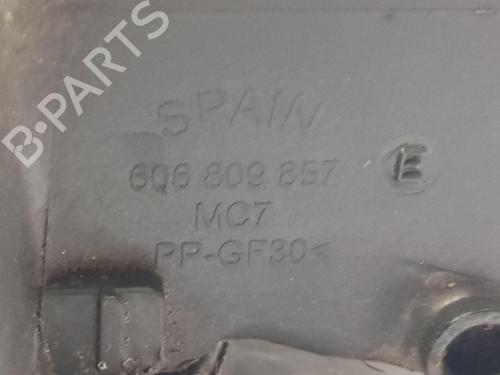 B-PARTS
SPAIN
6Q6 809 857 E
MC7
PP-GF30<